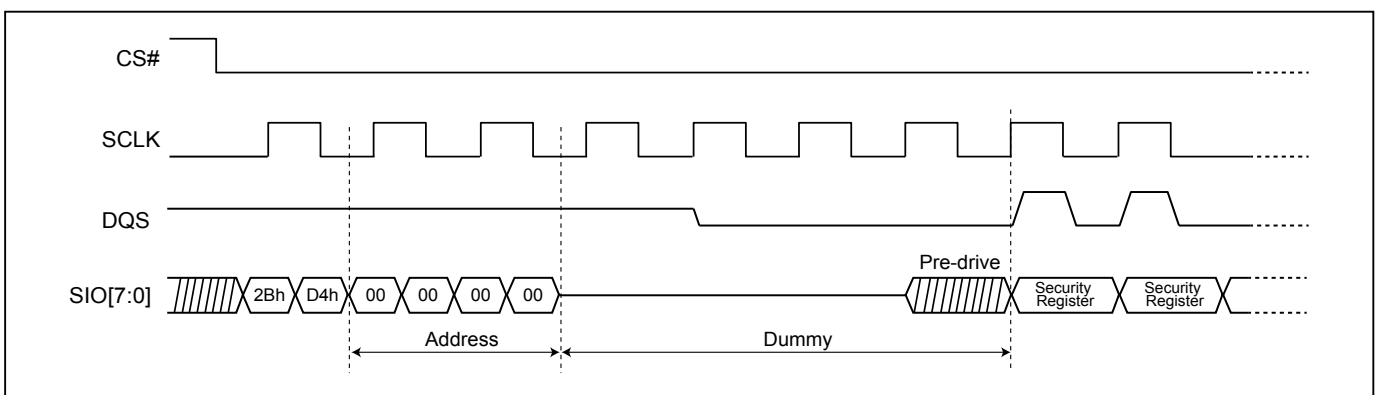 CS#
SCLK
DQS
Pre-drive
SIO[7:0] 2Bh D4h 00 00 00 00 Security Register Security Register
Address Dummy